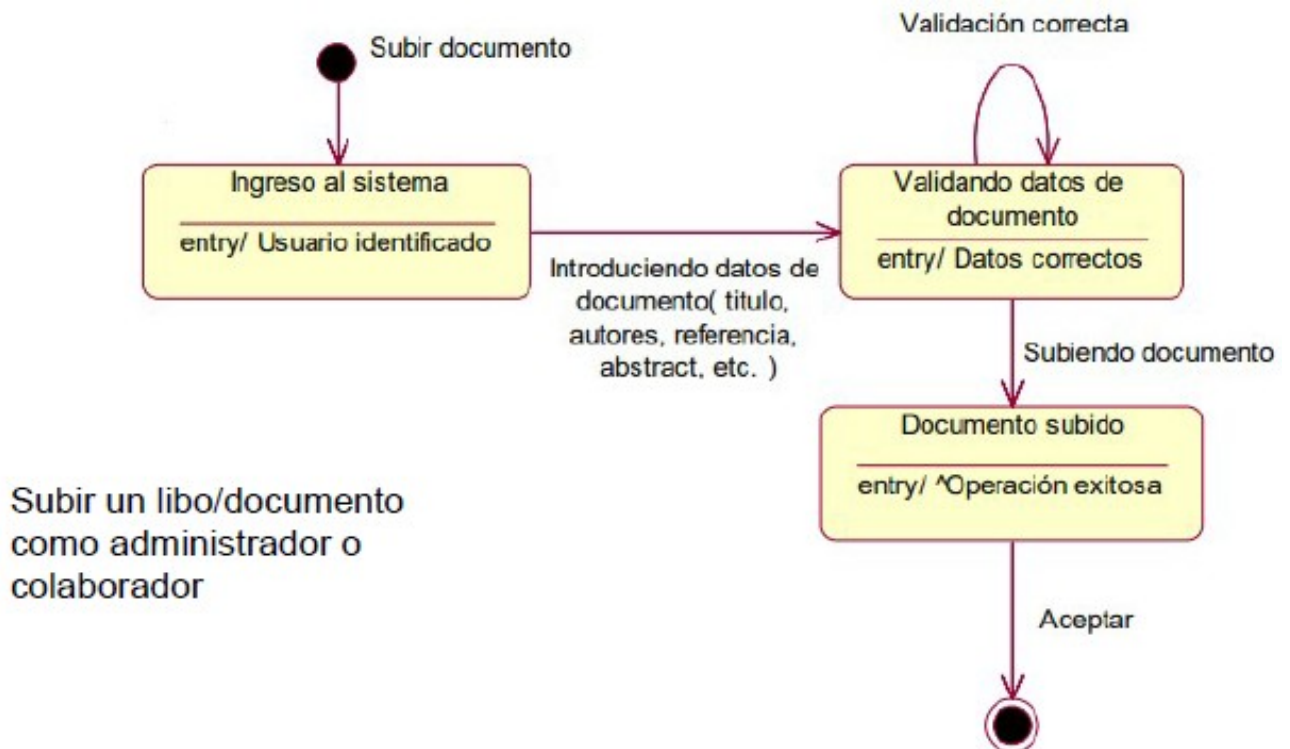 Subir documento
Validación correcta
Ingreso al sistema
entry/ Usuario identificado
Validando datos de
documento
entry/ Datos correctos
Introduciendo datos de
documento( titulo,
autores, referencia,
abstract, etc. )
Subiendo documento
Documento subido
entry/ ^Operación exitosa
Subir un libo/documento
como administrador o
colaborador
Aceptar